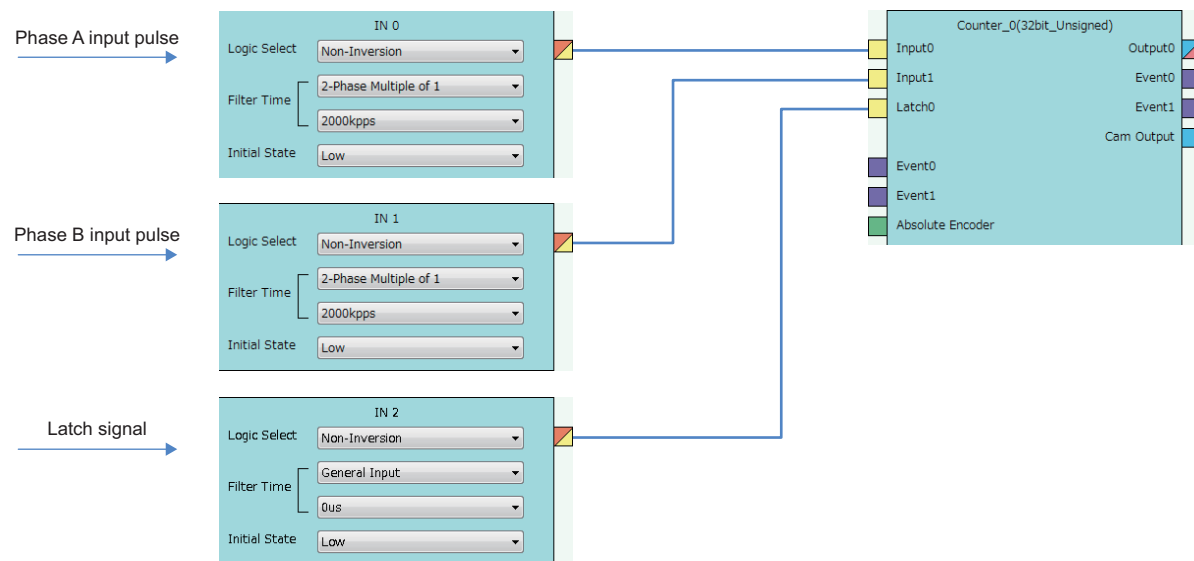 Phase A input pulse
IN 0
Logic Select
Non-Inversion
Filter Time
2-Phase Multiple of 1
2000kpps
Initial State
Low
Phase B input pulse
IN 1
Logic Select
Non-Inversion
Filter Time
2-Phase Multiple of 1
2000kpps
Initial State
Low
Latch signal
IN 2
Logic Select
Non-Inversion
Filter Time
General Input
0us
Initial State
Low
Counter_0(32bit_Unsigned)
Input0
Output0
Input1
Event0
Latch0
Event1
Cam Output
Event0
Event1
Absolute Encoder